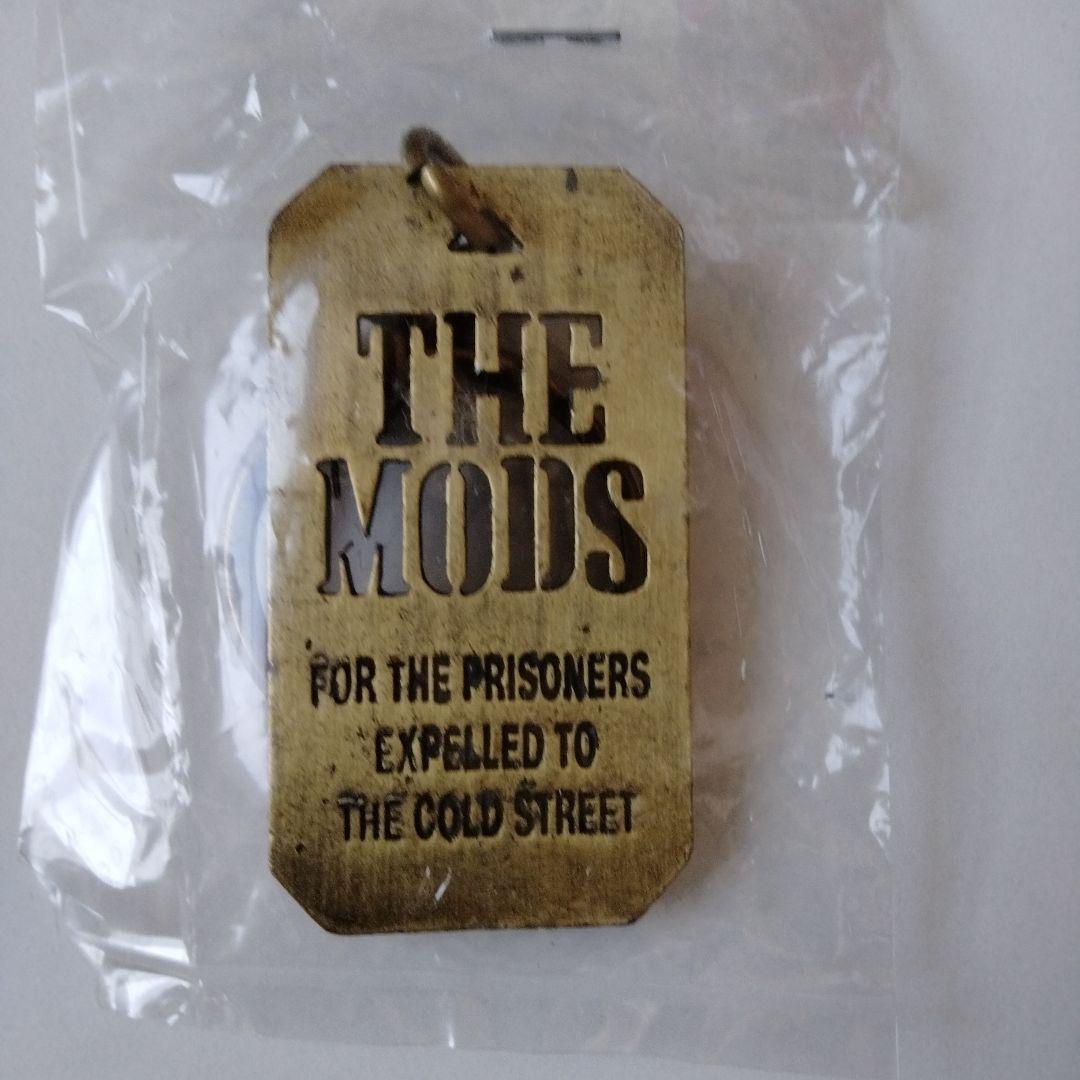 THE
MODS
FOR THE PRISONERS
EXPELLED TO
THE COLD STREET